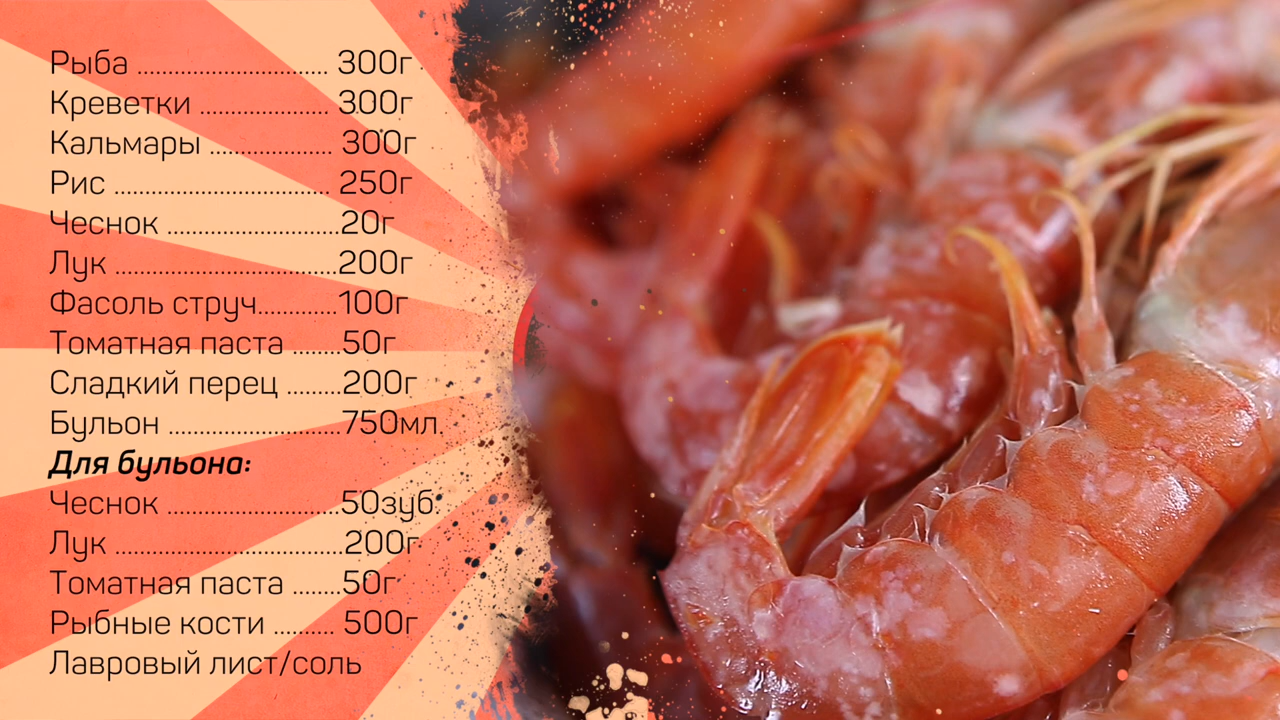 Рыба ............................ 300г
Креветки ................... 300г
Кальмары .................. 300г
Рис ................................ 250г
Чеснок .........................20г
Лук ................................200г
Фасоль струч............100г
Томатная паста ........50г
Сладкий перец .........200г
Бульон .........................750мл.
Для бульона:
Чеснок .........................50зуб.
Лук .................................200г
Томатная паста ........50г
Рыбные кости ......... 500г
Лавровый лист/соль